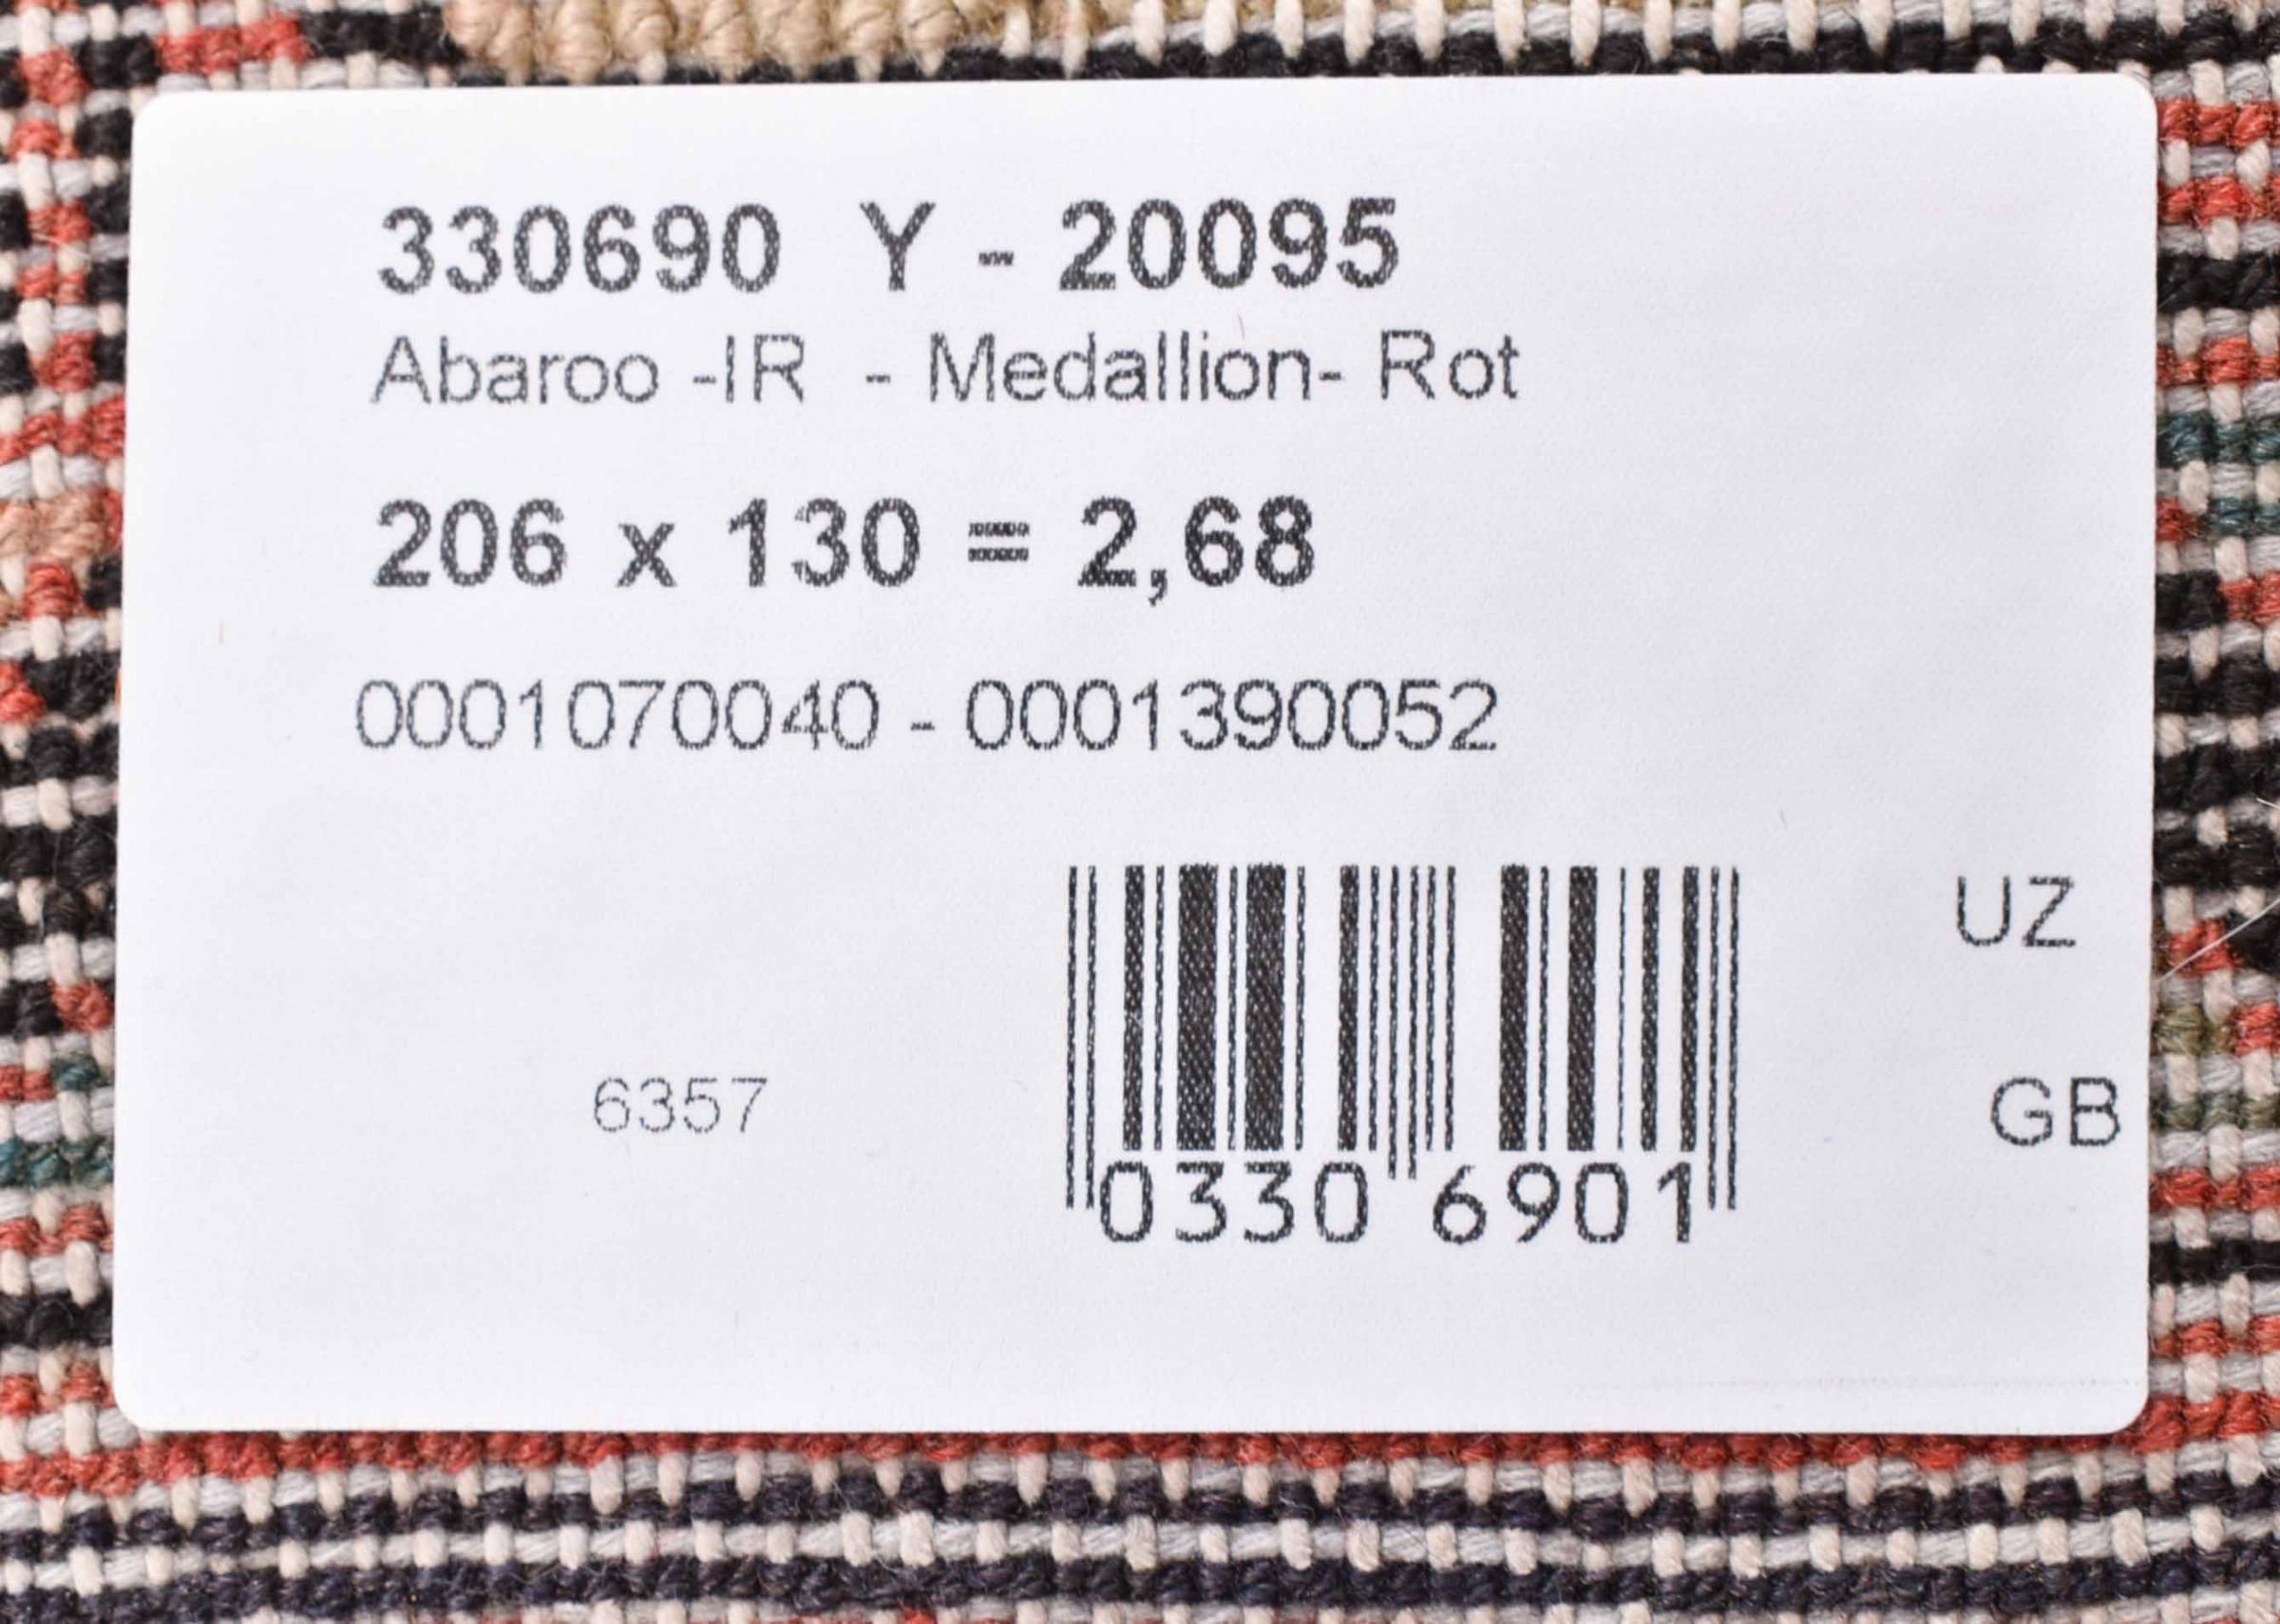 330690 Y - 20095
Abaroo -IR - Medallion- Rot
206 x 130 = 2,68
0001070040 - 0001390052
UZ
6357
GB
0330 6901